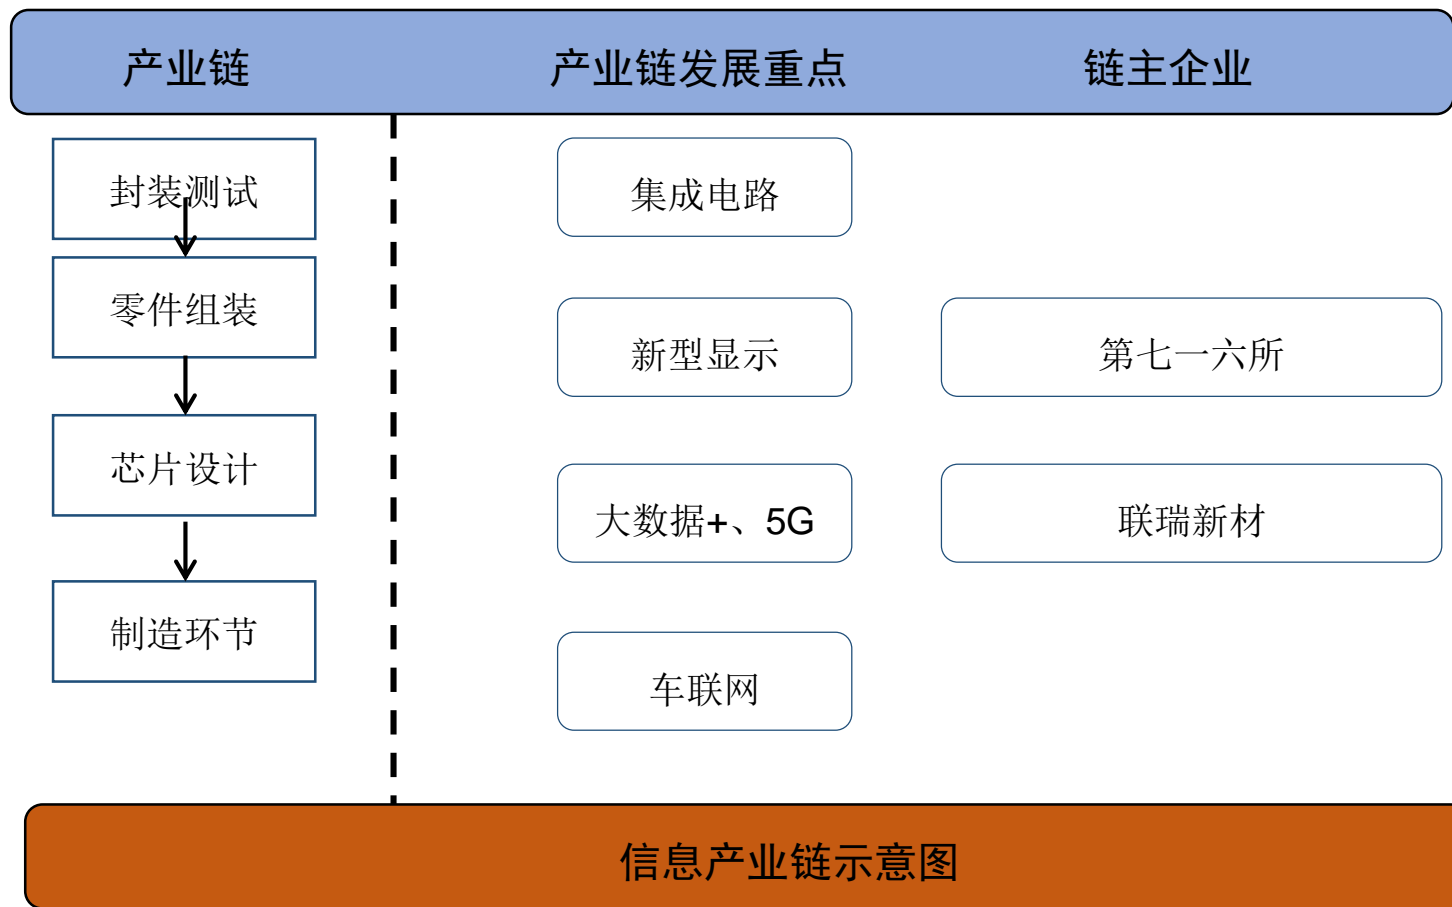 产业链 产业链发展重点 链主企业
封装测试 集成电路
零件组装 新型显示 第七一六所
芯片设计 大数据+、5G 联瑞新材
制造环节 车联网
信息产业链示意图